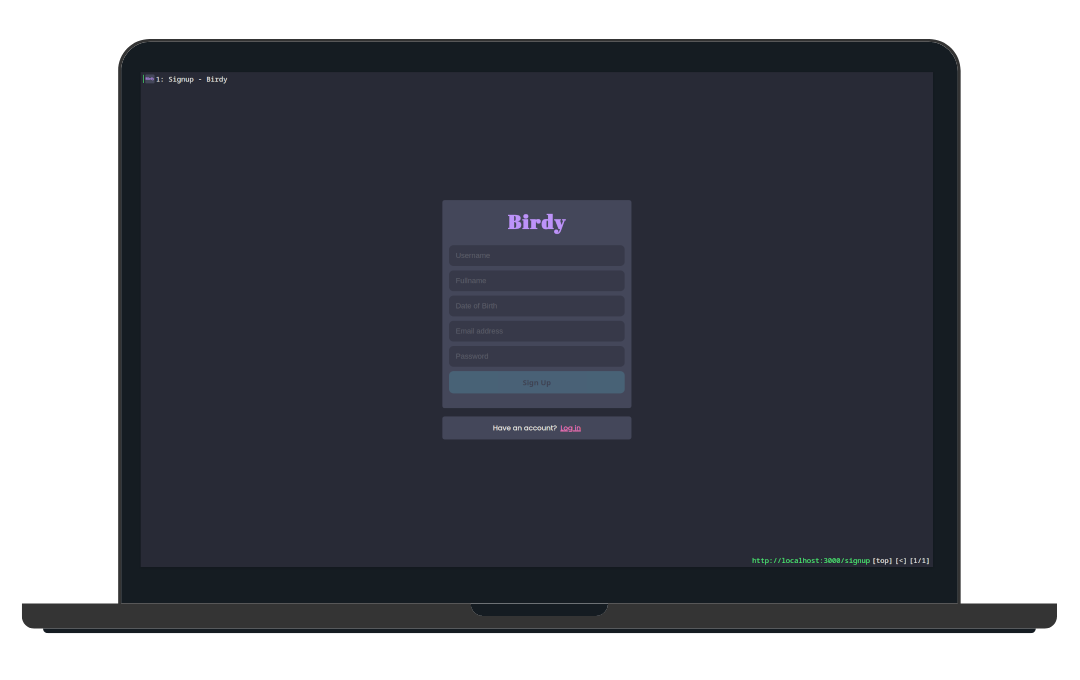 1: Signup - Birdy
Birdy
Username
Fullname
Date of Birth
Email address
Password
Sign Up
Have an account? Log in
http://localhost:3000/signup [top] [<] [1/1]